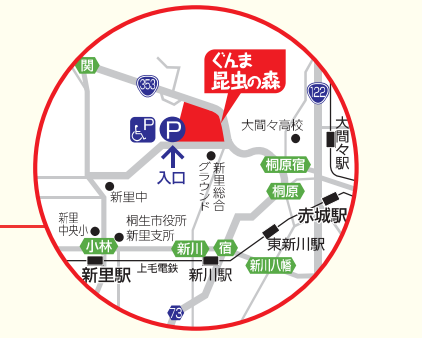 関
353
ぐんま
昆虫の森
122
P
P
入口
大間々高校
大間々駅
桐原宿
桐原
新里総合
グラウンド
新里中
新里
中央小
桐生市役所
新里支所
赤城駅
小林
新川
宿
東新川駅
新里駅
上毛電鉄
新川駅
新川八幡
73